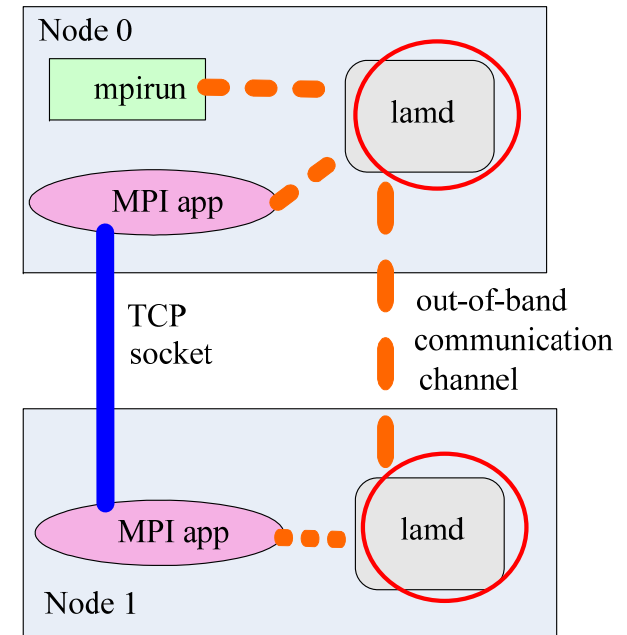 Node 0
mpirun
lamd
MPI app
TCP
socket
out-of-band
communication
channel
MPI app
lamd
Node 1